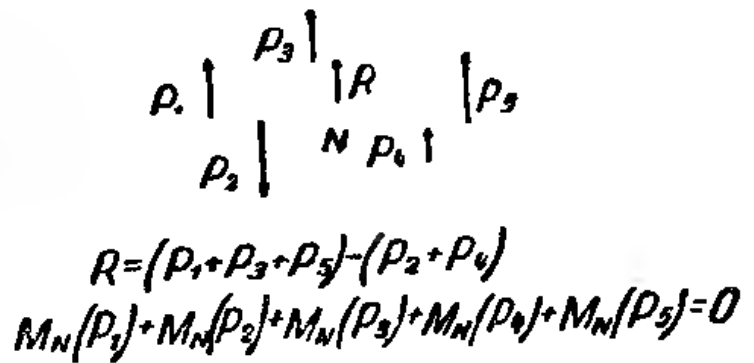 P₃
P₁ R P₅
P₂ N P₄
R=(P₁+P₃+P₅)-(P₂+P₄)
M_N(P₁)+M_N(P₂)+M_N(P₃)+M_N(P₄)+M_N(P₅)=0